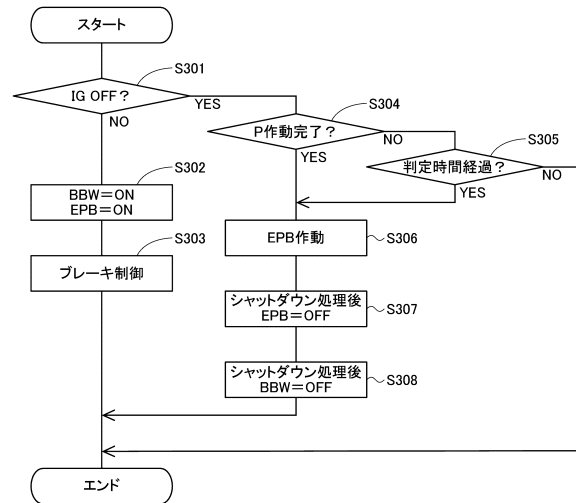 スタート
S301
IG OFF？
YES
NO
S304
P作動完了？
NO
YES
S305
判定時間経過？
NO
YES
S302
BBW＝ON
EPB＝ON
S303
ブレーキ制御
EPB作動
S306
シャットダウン処理後
EPB＝OFF
S307
シャットダウン処理後
BBW＝OFF
S308
エンド